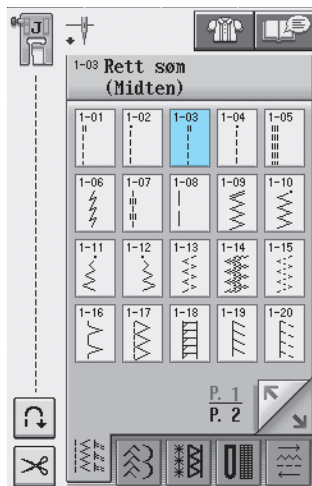 J
1-03 Rett søm
(Midten)
1-01 1-02 1-03 1-04 1-05
1-06 1-07 1-08 1-09 1-10
1-11 1-12 1-13 1-14 1-15
1-16 1-17 1-18 1-19 1-20
P. 1
P. 2